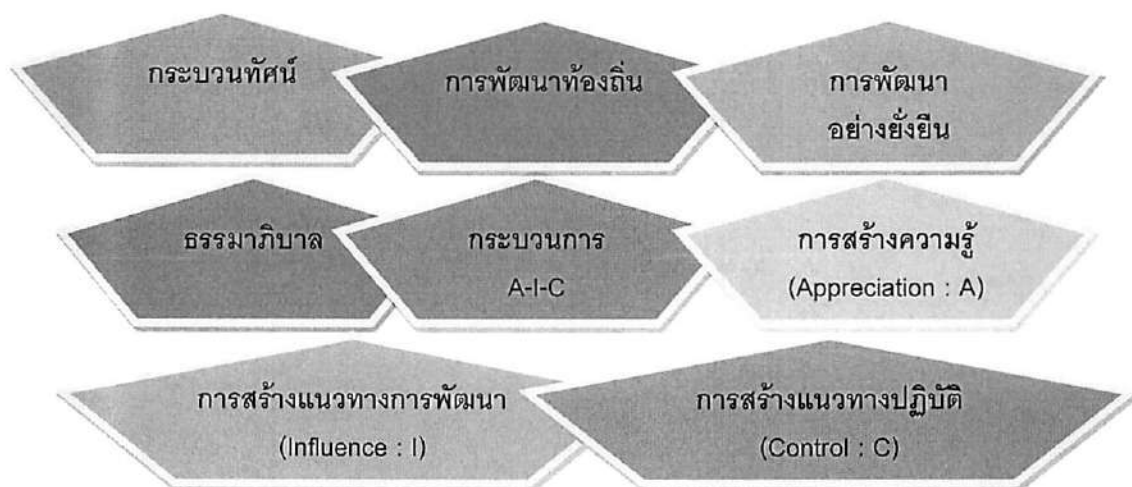 กระบวนทัศน์
การพัฒนาท้องถิ่น
การพัฒนา
อย่างยั่งยืน
ธรรมาภิบาล
กระบวนการ
A-I-C
การสร้างความรู้
(Appreciation : A)
การสร้างแนวทางการพัฒนา
(Influence : I)
การสร้างแนวทางปฏิบัติ
(Control : C)